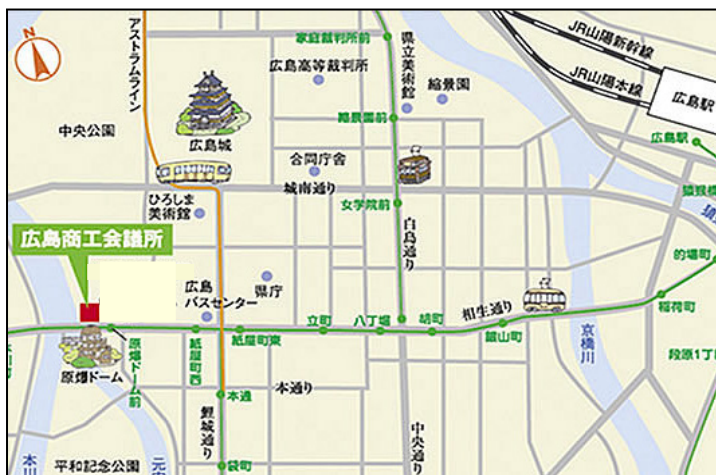 N
アストラムライン
家庭裁判所前
県立美術館
JR山陽新幹線
JR山陽本線
広島駅
広島高等裁判所
縮景園
広島城
中央公園
縮景園前
広島駅
合同庁舎
城南通り
ひろしま
美術館
女学院前
猿猴橋
白島通り
広島商工会議所
広島
バスセンター
県庁
的場町
相生通り
稲荷町
立町
八丁堀
胡町
銀山町
紙屋町東
紙屋町西
原爆ドーム前
原爆ドーム
京橋川
段原1丁
本通り
本通
鯉城通り
中央通り
袋町
平和記念公園
本川
元安